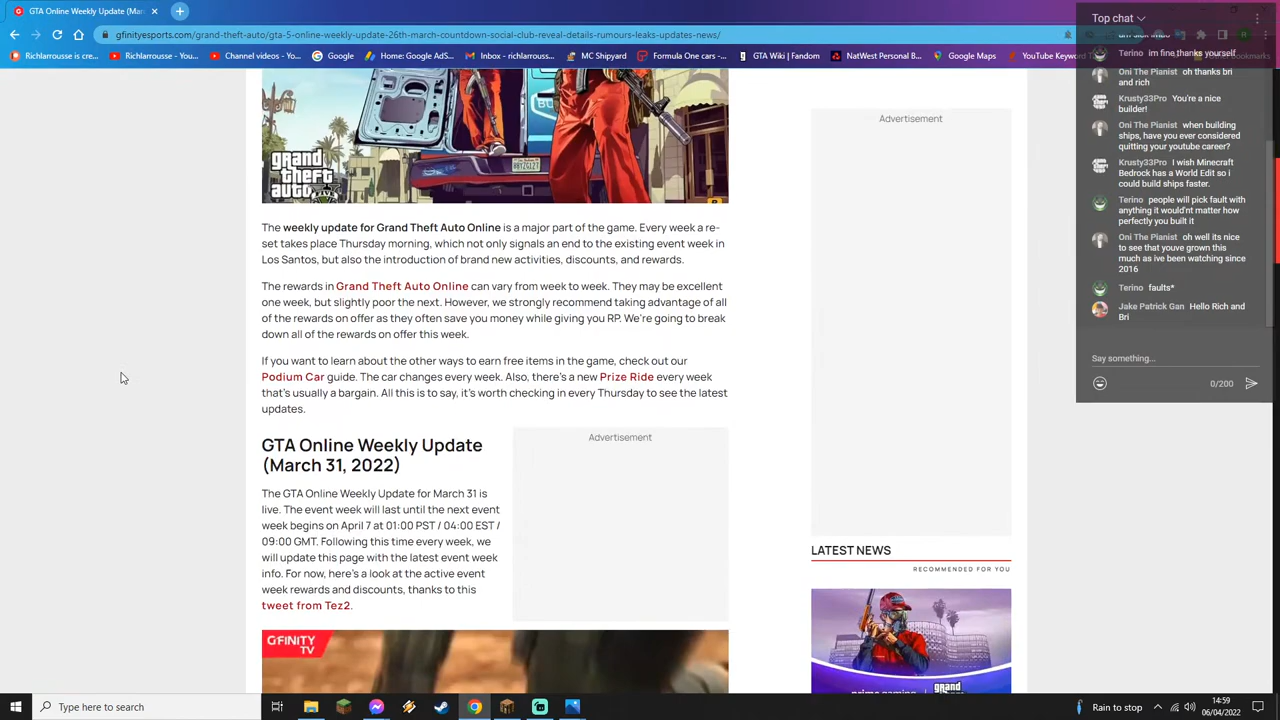 GTA Online Weekly Update (Mar
gfinityesports.com/grand-theft-auto/gta-5-online-weekly-update-26th-march-countdown-social-club-reveal-details-rumours-leaks-updates-news/
Richlarrousse is cr...
Richlarrousse - You...
Channel videos - Yo...
Google
Home: Google AdS...
Inbox - richlarrous...
MC Shipyard
Formula One cars -...
GTA Wiki | Fandom
NatWest Personal B...
Google Maps
YouTube Keyword
Other Bookmarks
grand
theft
auto
The weekly update for Grand Theft Auto Online is a major part of the game. Every week a re-
set takes place Thursday morning, which not only signals an end to the existing event week in
Los Santos, but also the introduction of brand new activities, discounts, and rewards.
The rewards in Grand Theft Auto Online can vary from week to week. They may be excellent
one week, but slightly poor the next. However, we strongly recommend taking advantage of all
of the rewards on offer as they often save you money while giving you RP. We're going to break
down all of the rewards on offer this week.
If you want to learn about the other ways to earn free items in the game, check out our
Podium Car guide. The car changes every week. Also, there's a new Prize Ride every week
that's usually a bargain. All this is to say, it's worth checking in every Thursday to see the latest
updates.
GTA Online Weekly Update
(March 31, 2022)
The GTA Online Weekly Update for March 31 is
live. The event week will last until the next event
week begins on April 7 at 01:00 PST / 04:00 EST /
09:00 GMT. Following this time every week, we
will update this page with the latest event week
info. For now, here's a look at the active event
week rewards and discounts, thanks to this
tweet from Tez2.
Advertisement
GFINITY
TV
Advertisement
LATEST NEWS
RECOMMENDED FOR YOU
prime gaming
grand
Top chat
Terino im fine thanks yourself
Oni The Pianist oh thanks bri
and rich
Krusty33Pro You're a nice
builder!
Oni The Pianist when building
ships, have you ever considered
quitting your youtube career?
Krusty33Pro I wish Minecraft
Bedrock has a World Edit so i
could build ships faster.
Terino people will pick fault with
anything it would'nt matter how
perfectly you built it
Oni The Pianist oh well its nice
to see that youve grown this
much as ive been watching since
2016
Terino faults*
Jake Patrick Gan Hello Rich and
Bri
Say something...
0/200
Type here to search
Rain to stop
14:59
06/04/2022